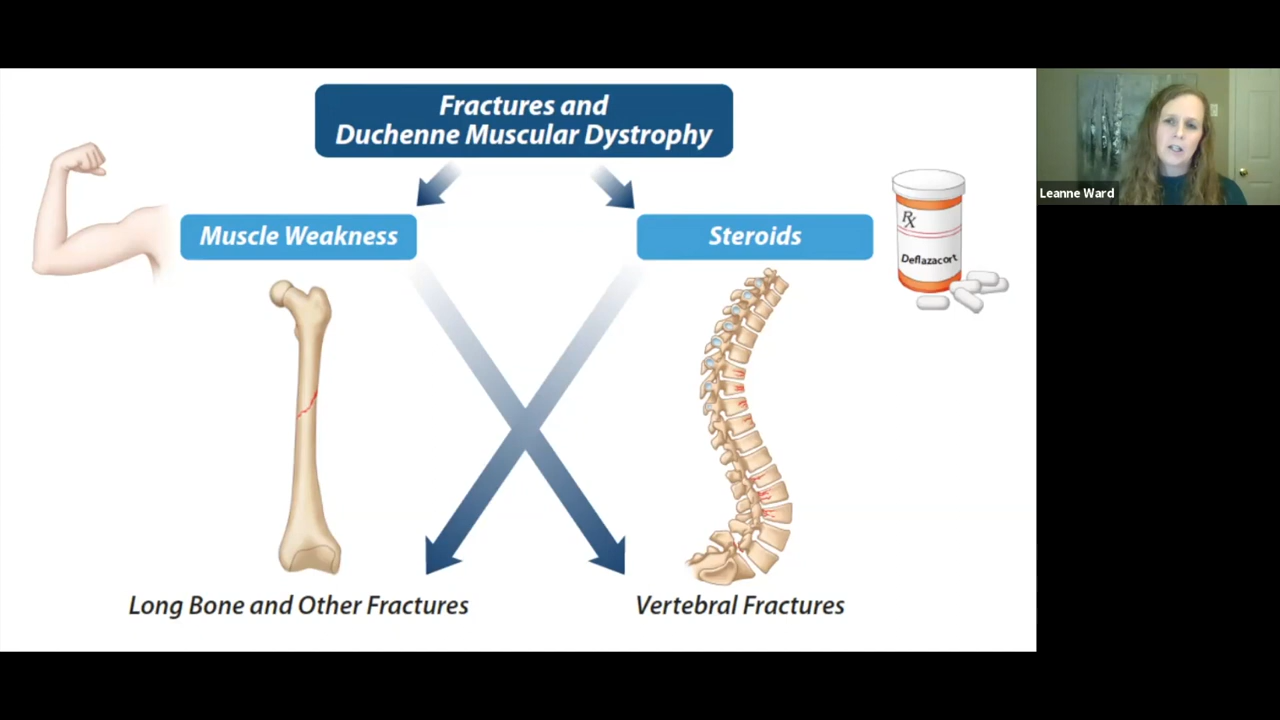 Fractures and
Duchenne Muscular Dystrophy
Muscle Weakness
Steroids
Rx
Deflazacort
Long Bone and Other Fractures
Vertebral Fractures
Leanne Ward